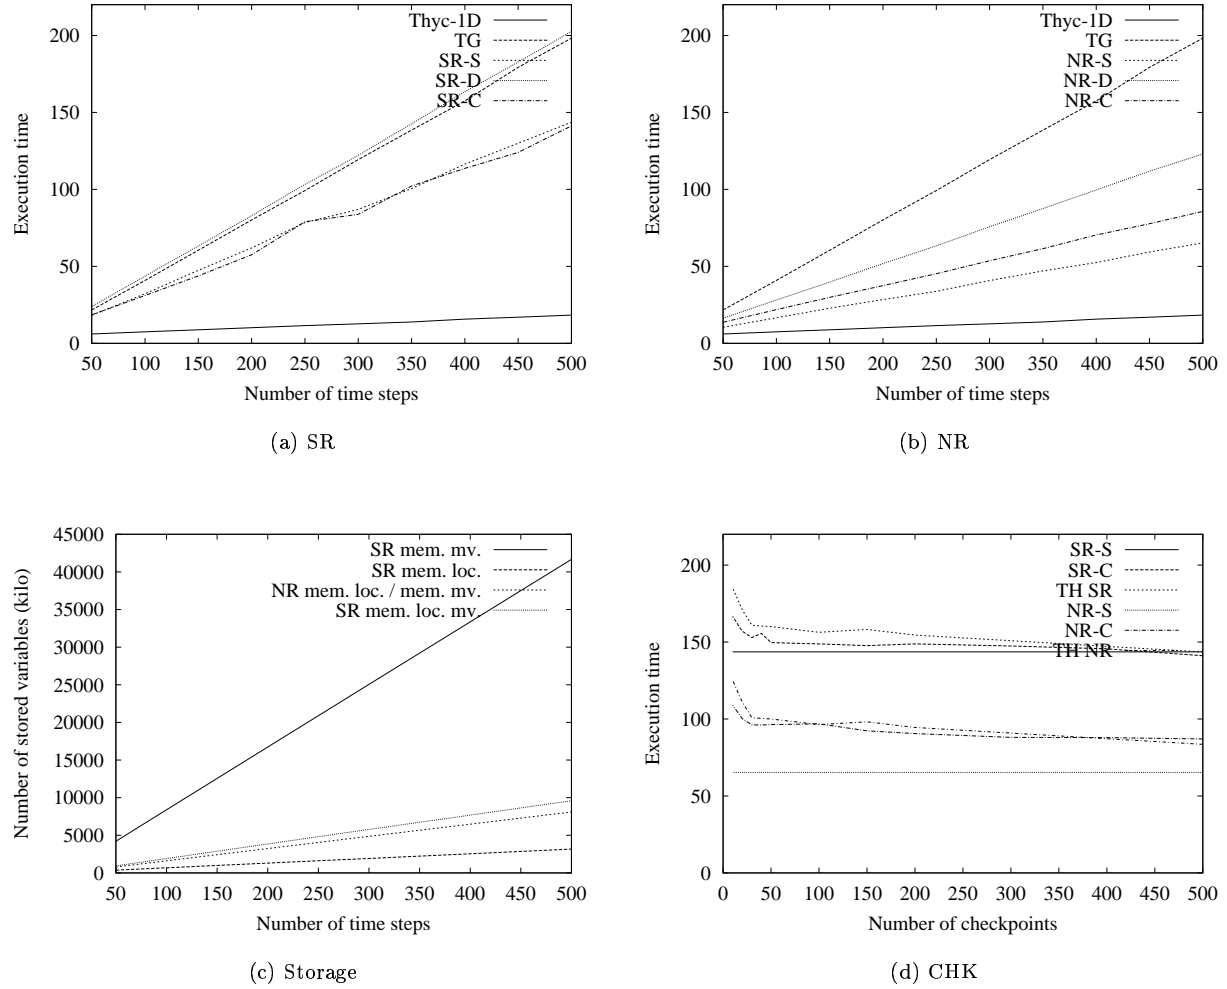 200
150
100
50
0
Execution time
Thyc-1D
TG
SR-S
SR-D
SR-C
50 100 150 200 250 300 350 400 450 500
Number of time steps
(a) SR
200
150
100
50
0
Execution time
Thyc-1D
TG
NR-S
NR-D
NR-C
50 100 150 200 250 300 350 400 450 500
Number of time steps
(b) NR
45000
40000
35000
30000
25000
20000
15000
10000
5000
0
Number of stored variables (kilo)
SR mem. mv.
SR mem. loc.
NR mem. loc. / mem. mv.
SR mem. loc. mv.
50 100 150 200 250 300 350 400 450 500
Number of time steps
(c) Storage
200
150
100
50
0
Execution time
SR-S
SR-C
TH SR
NR-S
NR-C
TH NR
0 50 100 150 200 250 300 350 400 450 500
Number of checkpoints
(d) CHK